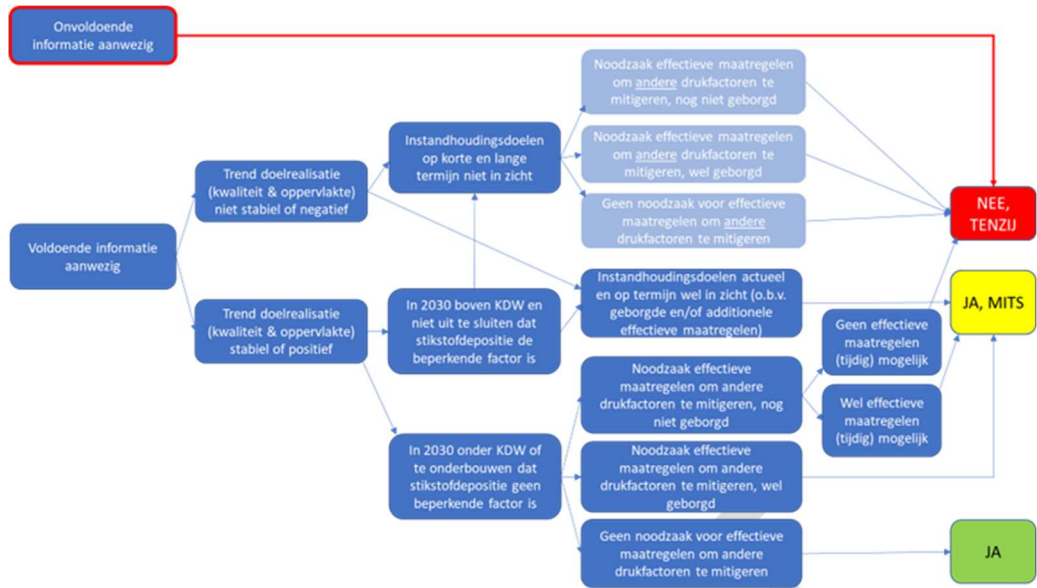 Onvoldoende
informatie aanwezig
Noodzaak effectieve maatregelen
om andere drukfactoren te
mitigeren, nog niet geborgd
Instandhoudingsdoelen
op korte en lange
termijn niet in zicht
Noodzaak effectieve maatregelen
om andere drukfactoren te
mitigeren, wel geborgd
Trend doelrealisatie
(kwaliteit & oppervlakte)
niet stabiel of negatief
Geen noodzaak voor effectieve
maatregelen om andere
drukfactoren te mitigeren
NEE,
TENZIJ
Voldoende informatie
aanwezig
Trend doelrealisatie
(kwaliteit & oppervlakte)
stabiel of positief
In 2030 boven KDW en
niet uit te sluiten dat
stikstofdepositie de
beperkende factor is
Instandhoudingsdoelen actueel
en op termijn wel in zicht (o.b.v.
geborgde en/of additionele
effectieve maatregelen)
JA, MITS
Geen effectieve
maatregelen
(tijdig) mogelijk
Noodzaak effectieve
maatregelen om andere
drukfactoren te mitigeren, nog
niet geborgd
Wel effectieve
maatregelen
(tijdig) mogelijk
In 2030 onder KDW of
te onderbouwen dat
stikstofdepositie geen
beperkende factor is
Noodzaak effectieve
maatregelen om andere
drukfactoren te mitigeren, wel
geborgd
Geen noodzaak voor effectieve
maatregelen om andere
drukfactoren te mitigeren
JA